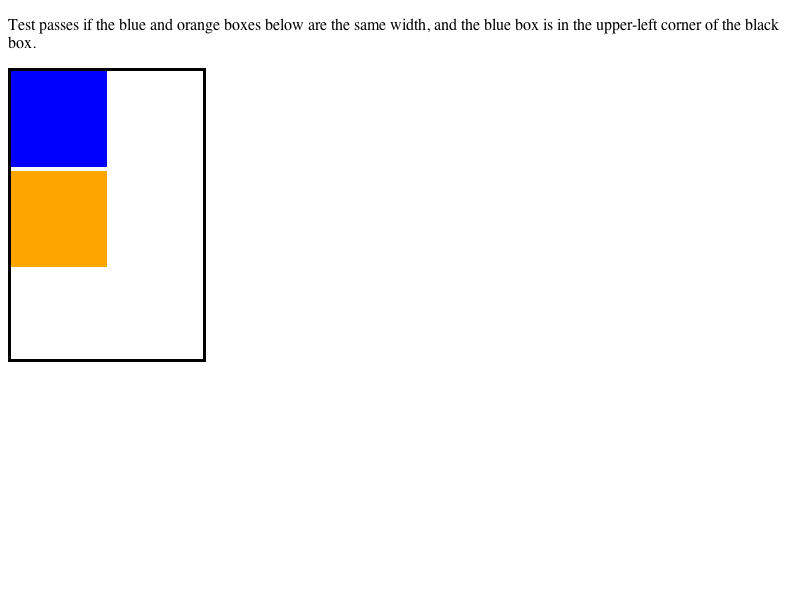 Test passes if the blue and orange boxes below are the same width, and the blue box is in the upper-left corner of the black
box.